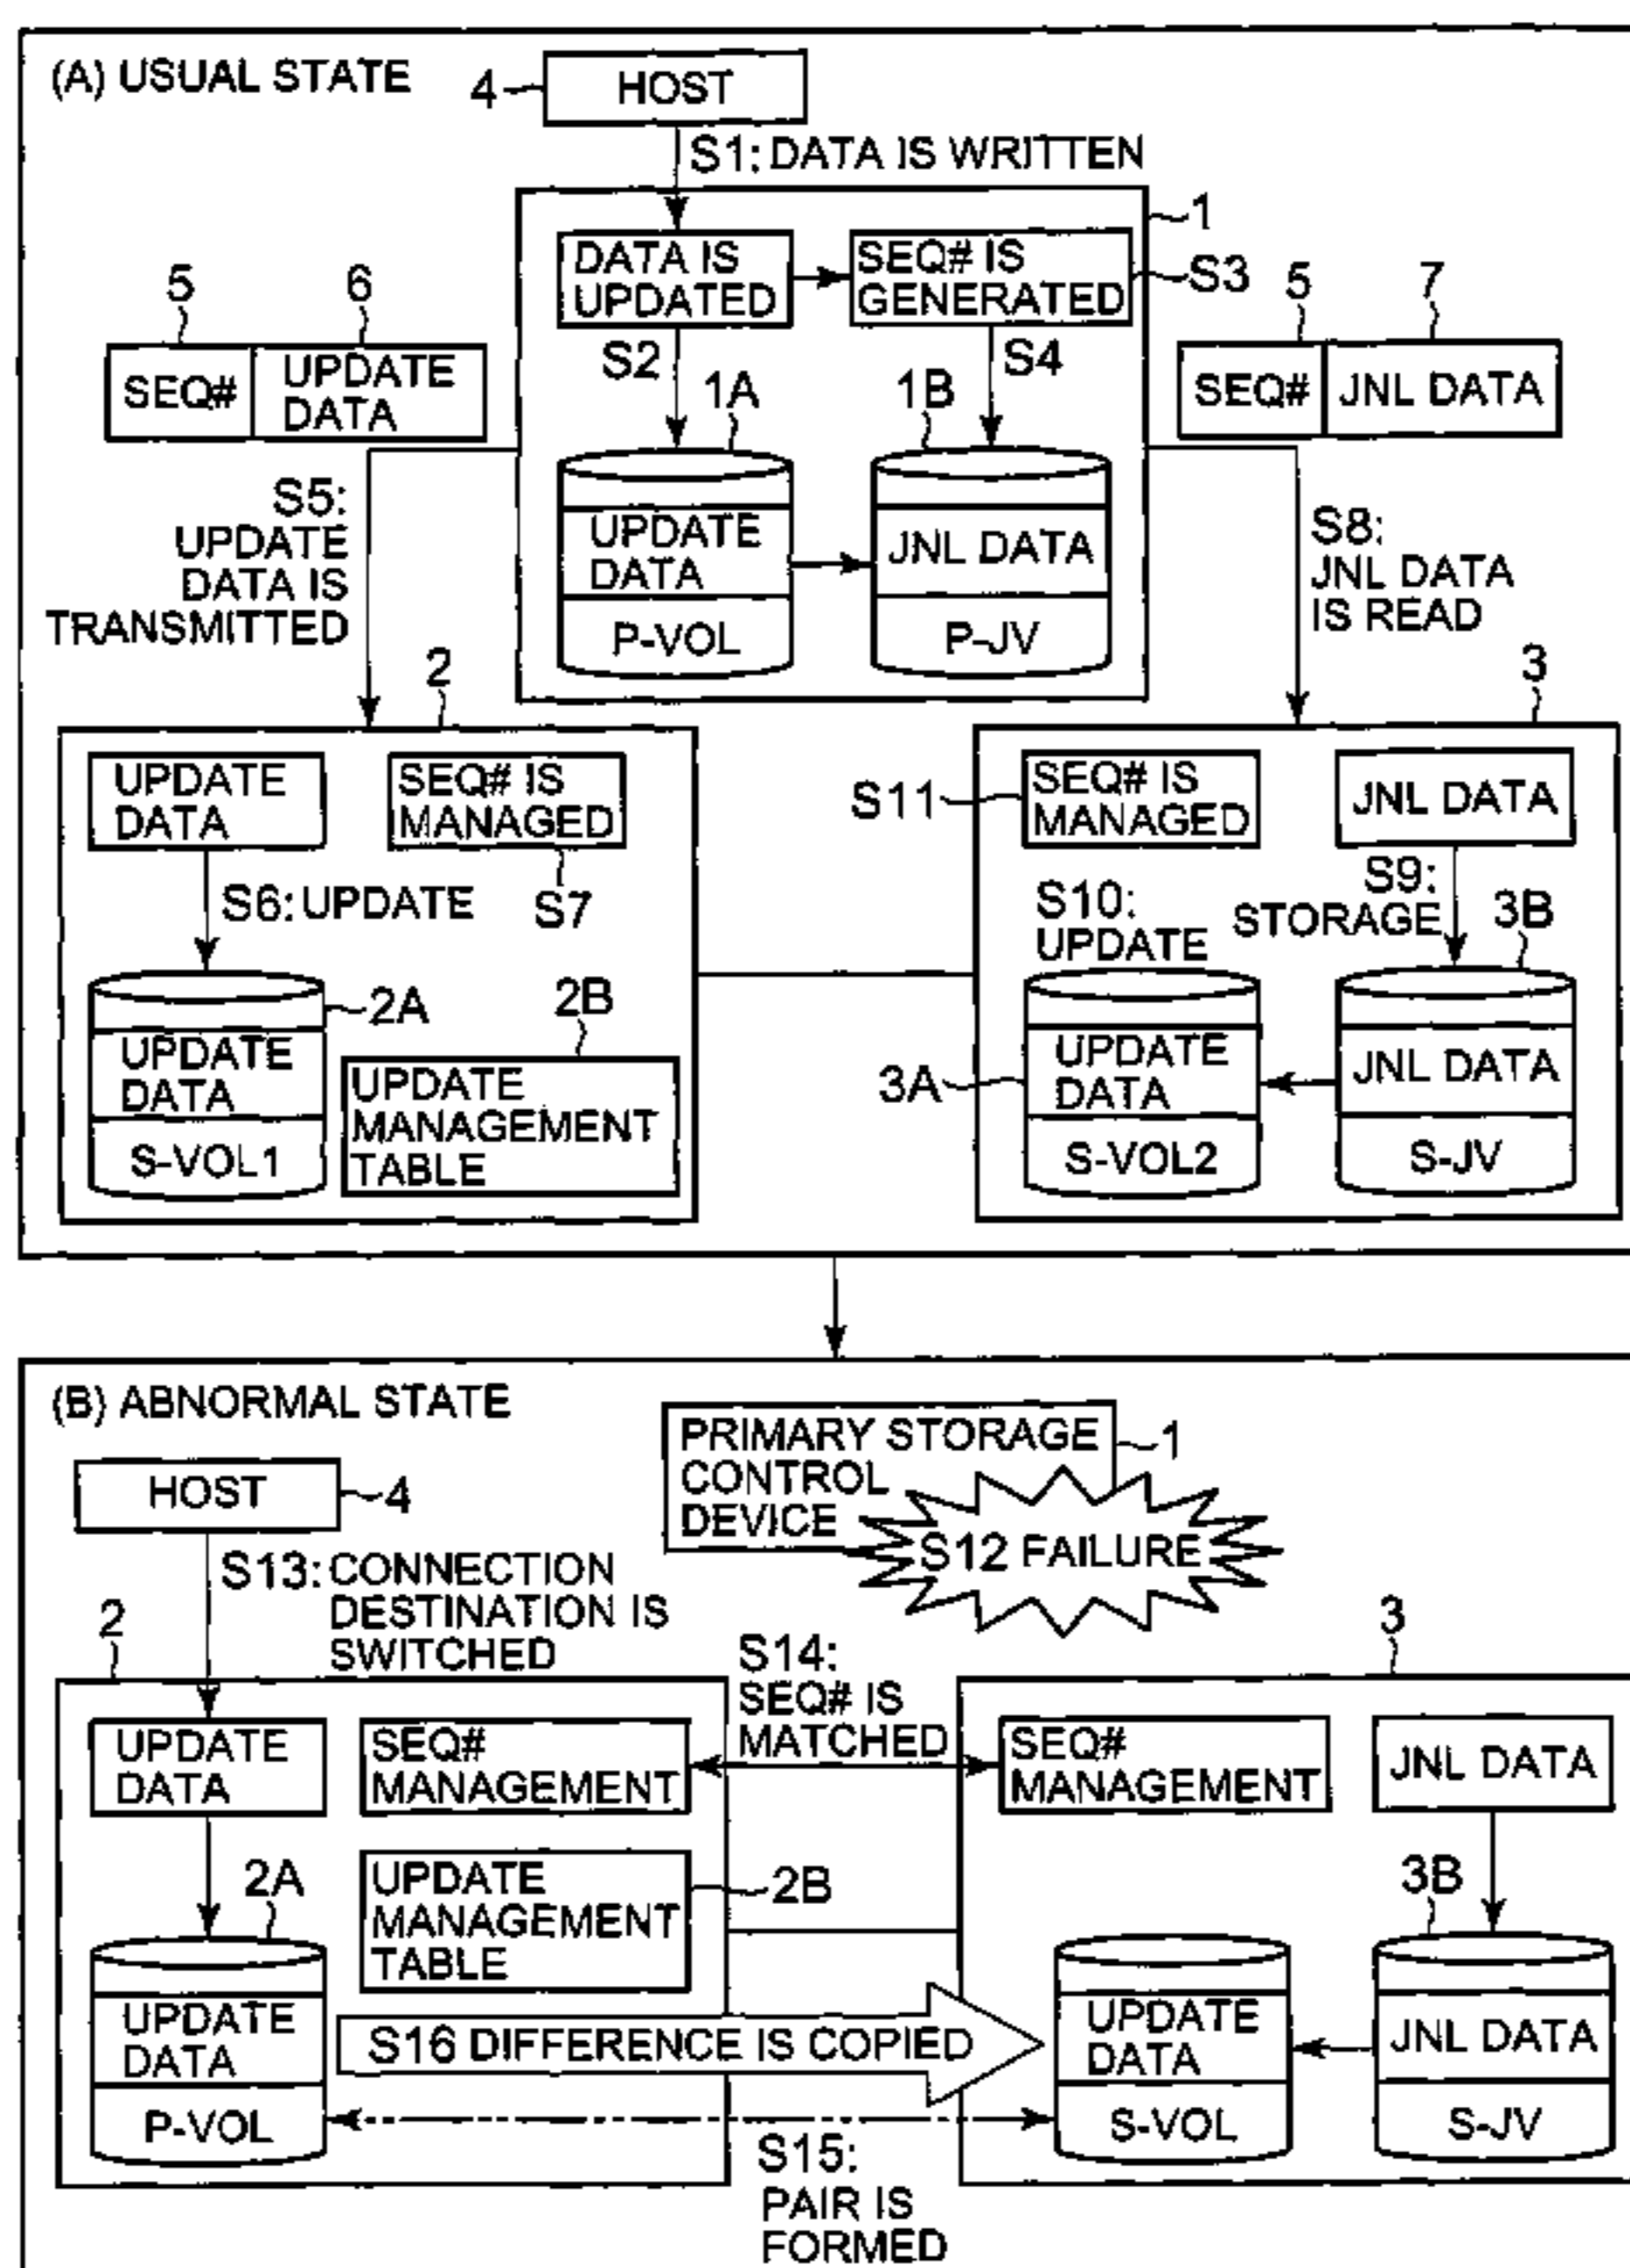 (A) USUAL STATE
4
HOST
S1: DATA IS WRITTEN
1
DATA IS
UPDATED
SEQ# IS
GENERATED
S3
5
6
SEQ#
UPDATE
DATA
S2
S4
5
7
SEQ#
JNL DATA
1A
1B
UPDATE
DATA
P-VOL
JNL DATA
P-JV
S5:
UPDATE
DATA IS
TRANSMITTED
S8:
JNL DATA
IS READ
2
UPDATE
DATA
SEQ# IS
MANAGED
S6: UPDATE
S7
2A
UPDATE
DATA
S-VOL1
2B
UPDATE
MANAGEMENT
TABLE
3
S11
SEQ# IS
MANAGED
JNL DATA
S9:
STORAGE
S10:
UPDATE
3B
3A
UPDATE
DATA
S-VOL2
JNL DATA
S-JV
(B) ABNORMAL STATE
HOST
4
PRIMARY STORAGE
CONTROL
DEVICE
1
S12 FAILURE
S13: CONNECTION
DESTINATION IS
SWITCHED
2
S14:
SEQ# IS
MATCHED
3
UPDATE
DATA
SEQ#
MANAGEMENT
SEQ#
MANAGEMENT
JNL DATA
2A
UPDATE
MANAGEMENT
TABLE
2B
3B
UPDATE
DATA
P-VOL
S16 DIFFERENCE IS COPIED
UPDATE
DATA
S-VOL
JNL DATA
S-JV
S15:
PAIR IS
FORMED